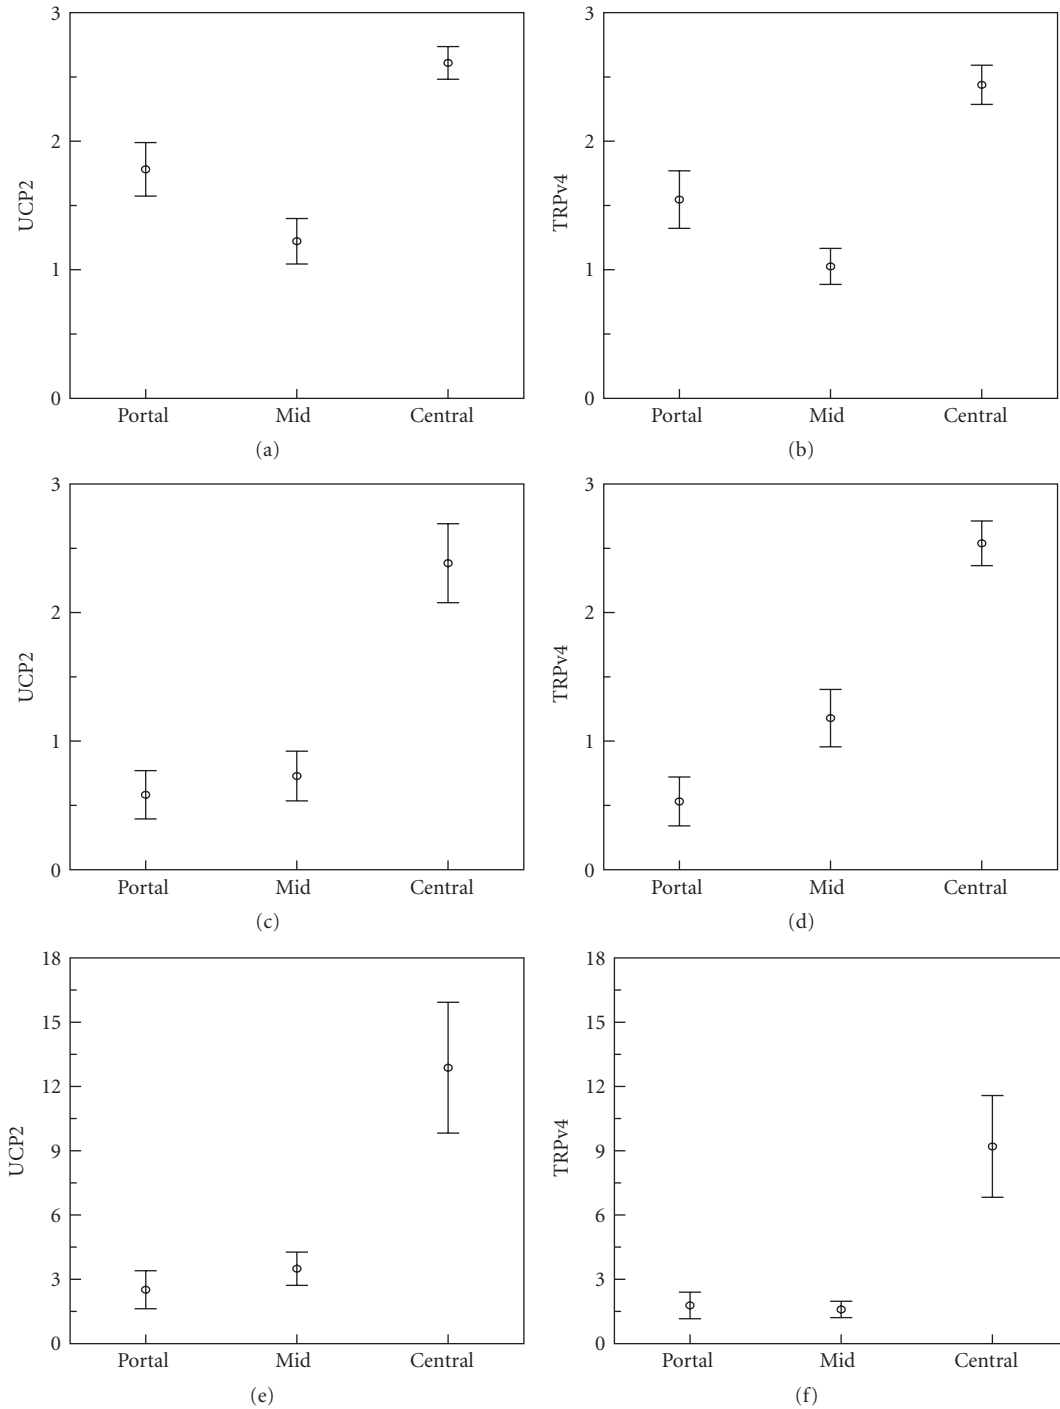 3
2
1
0
UCP2
Portal Mid Central
(a)
3
2
1
0
TRPv4
Portal Mid Central
(b)
3
2
1
0
UCP2
Portal Mid Central
(c)
3
2
1
0
TRPv4
Portal Mid Central
(d)
18
15
12
9
6
3
0
UCP2
Portal Mid Central
(e)
18
15
12
9
6
3
0
TRPv4
Portal Mid Central
(f)